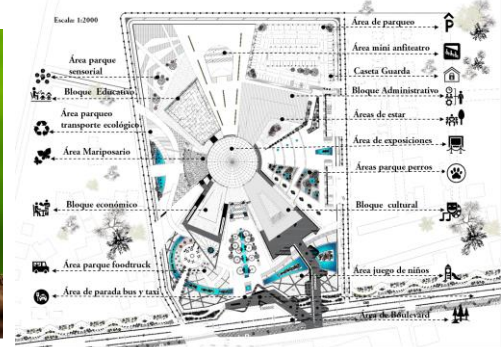 Escala: 1:2000
Área parque
sensorial
Bloque Educativo
Área parqueo
transporte ecológico
Área Mariposario
Bloque económico
Área parque foodtruck
Área de parada bus y taxi
Área de parqueo
Área mini anfiteatro
Caseta Guarda
Bloque Administrativo
Áreas de estar
Área de exposiciones
Áreas parque perros
Bloque cultural
Área juego de niños
Área de Boulevard